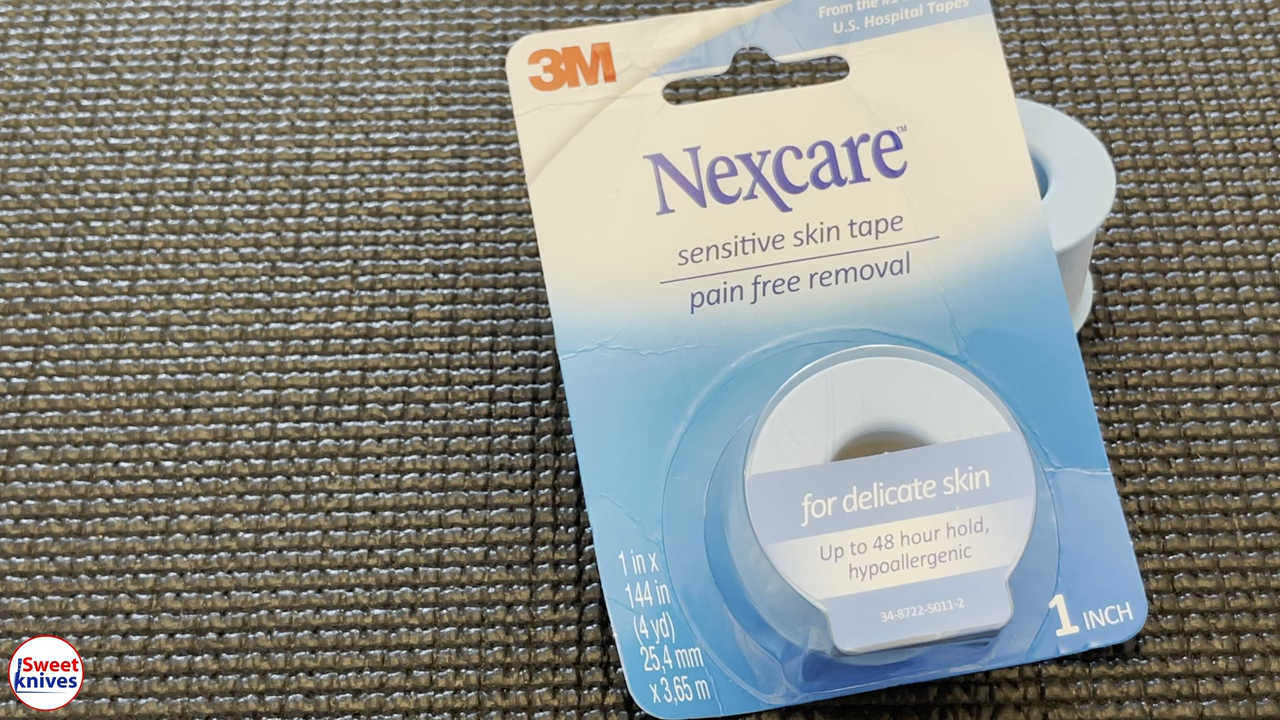 From the #1
U.S. Hospital Tapes
3M
Nexcare™
sensitive skin tape
pain free removal
for delicate skin
Up to 48 hour hold,
hypoallergenic
34-8722-5011-2
1 in x
144 in
(4 yd)
25,4 mm
x 3,65 m
1 INCH
Sweet
knives